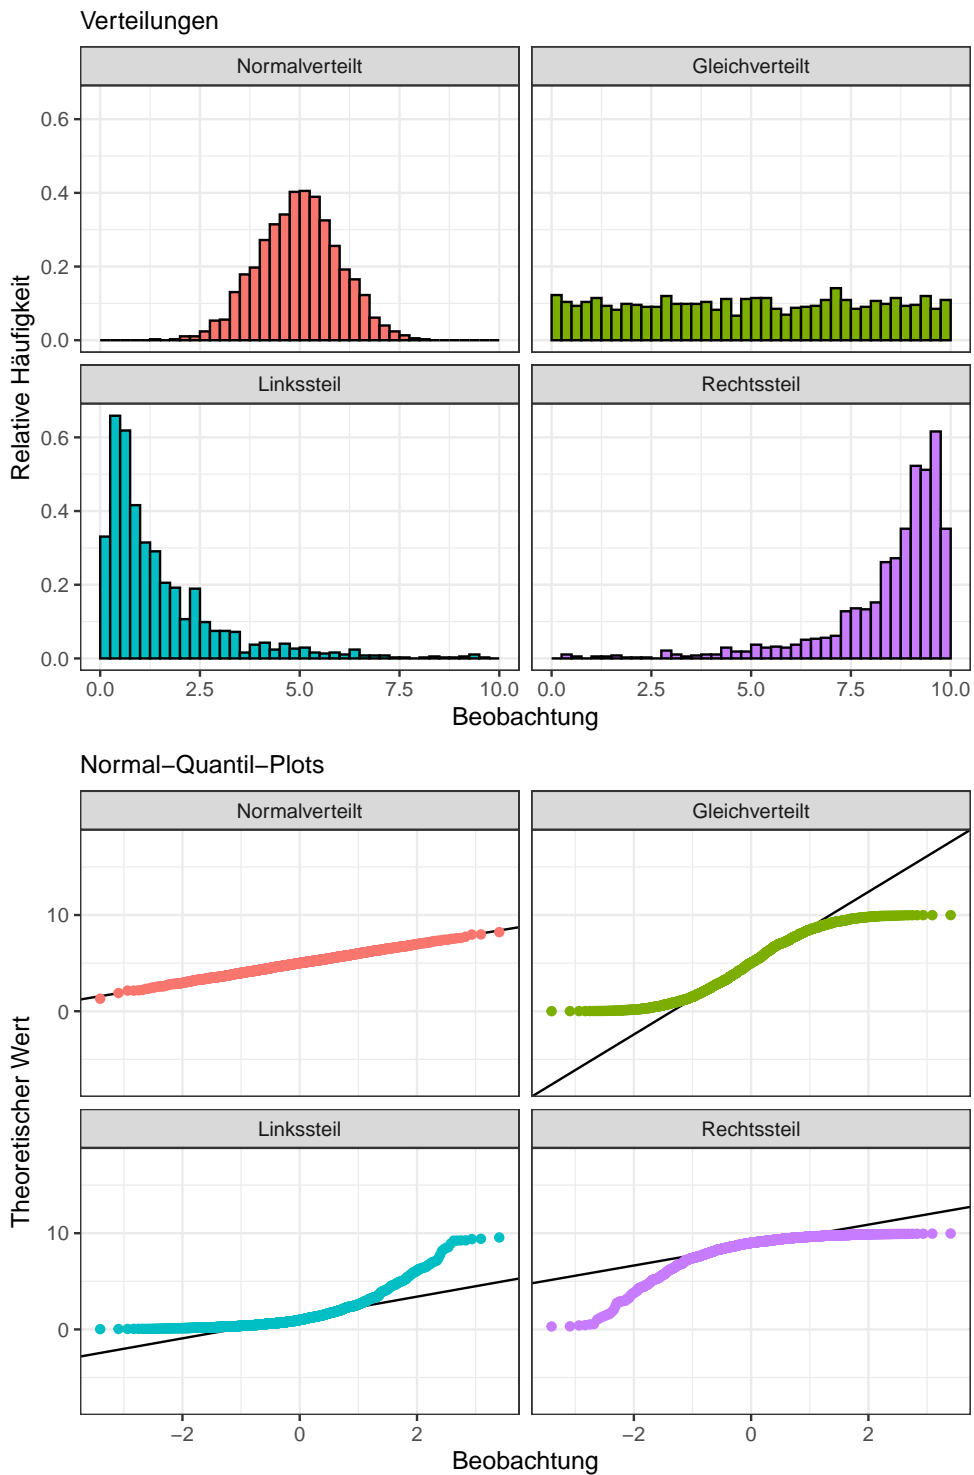 Verteilungen
Normalverteilt Gleichverteilt
0.6
0.4
0.2
0.0
Relative Häufigkeit
Linkssteil Rechtssteil
0.6
0.4
0.2
0.0
0.0 2.5 5.0 7.5 10.0 0.0 2.5 5.0 7.5 10.0
Beobachtung
Normal−Quantil−Plots
Normalverteilt Gleichverteilt
10
0
Theoretischer Wert
Linkssteil Rechtssteil
10
0
−2 0 2 −2 0 2
Beobachtung